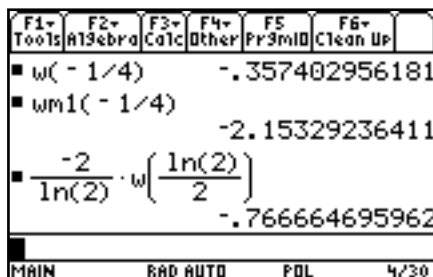 F1▾ F2▾ F3▾ F4▾ F5 F6▾
Tools Algebra Calc Other PrgmIO Clean Up
▪ w( - 1/4) -.357402956181
▪ wm1( - 1/4)
-2.15329236411
▪ -2/ln(2) · w(ln(2)/2)
-.766664695962
MAIN RAD AUTO POL 4/30